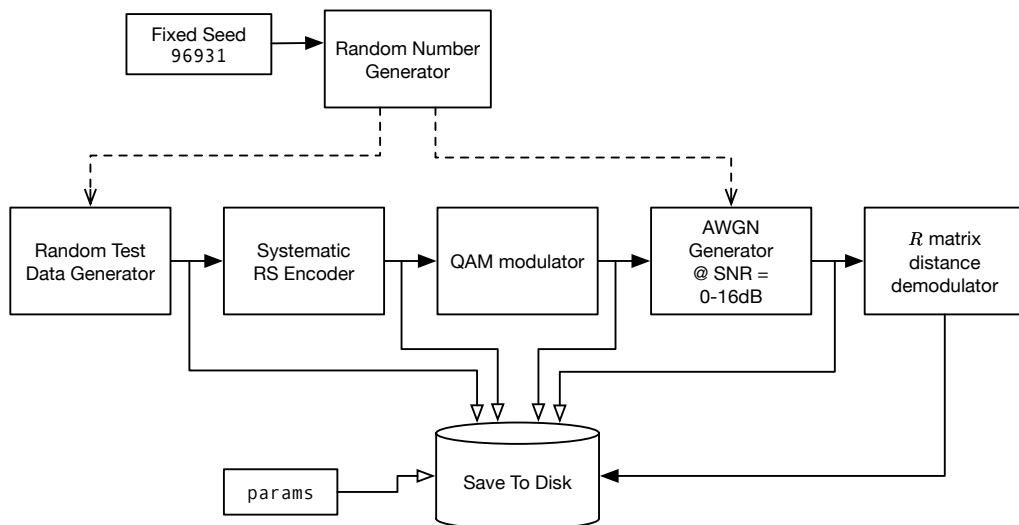 Fixed Seed
96931
Random Number
Generator
Random Test
Data Generator
Systematic
RS Encoder
QAM modulator
AWGN
Generator
@ SNR =
0-16dB
R matrix
distance
demodulator
params
Save To Disk